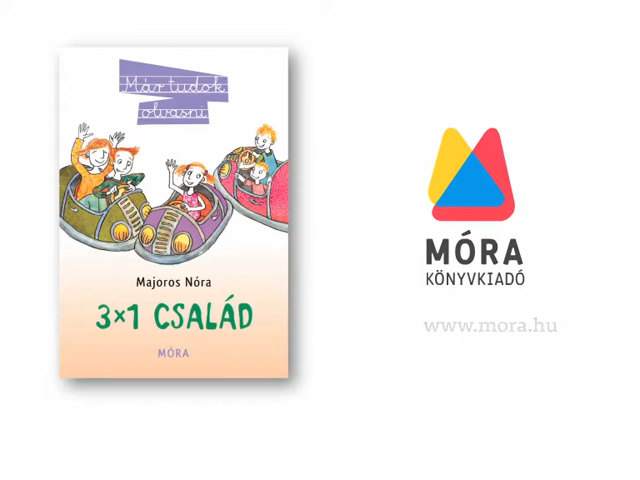 Már tudok
olvasni
Majoros Nóra
3×1 CSALÁD
MÓRA
MÓRA
KÖNYVKIADÓ
www.mora.hu